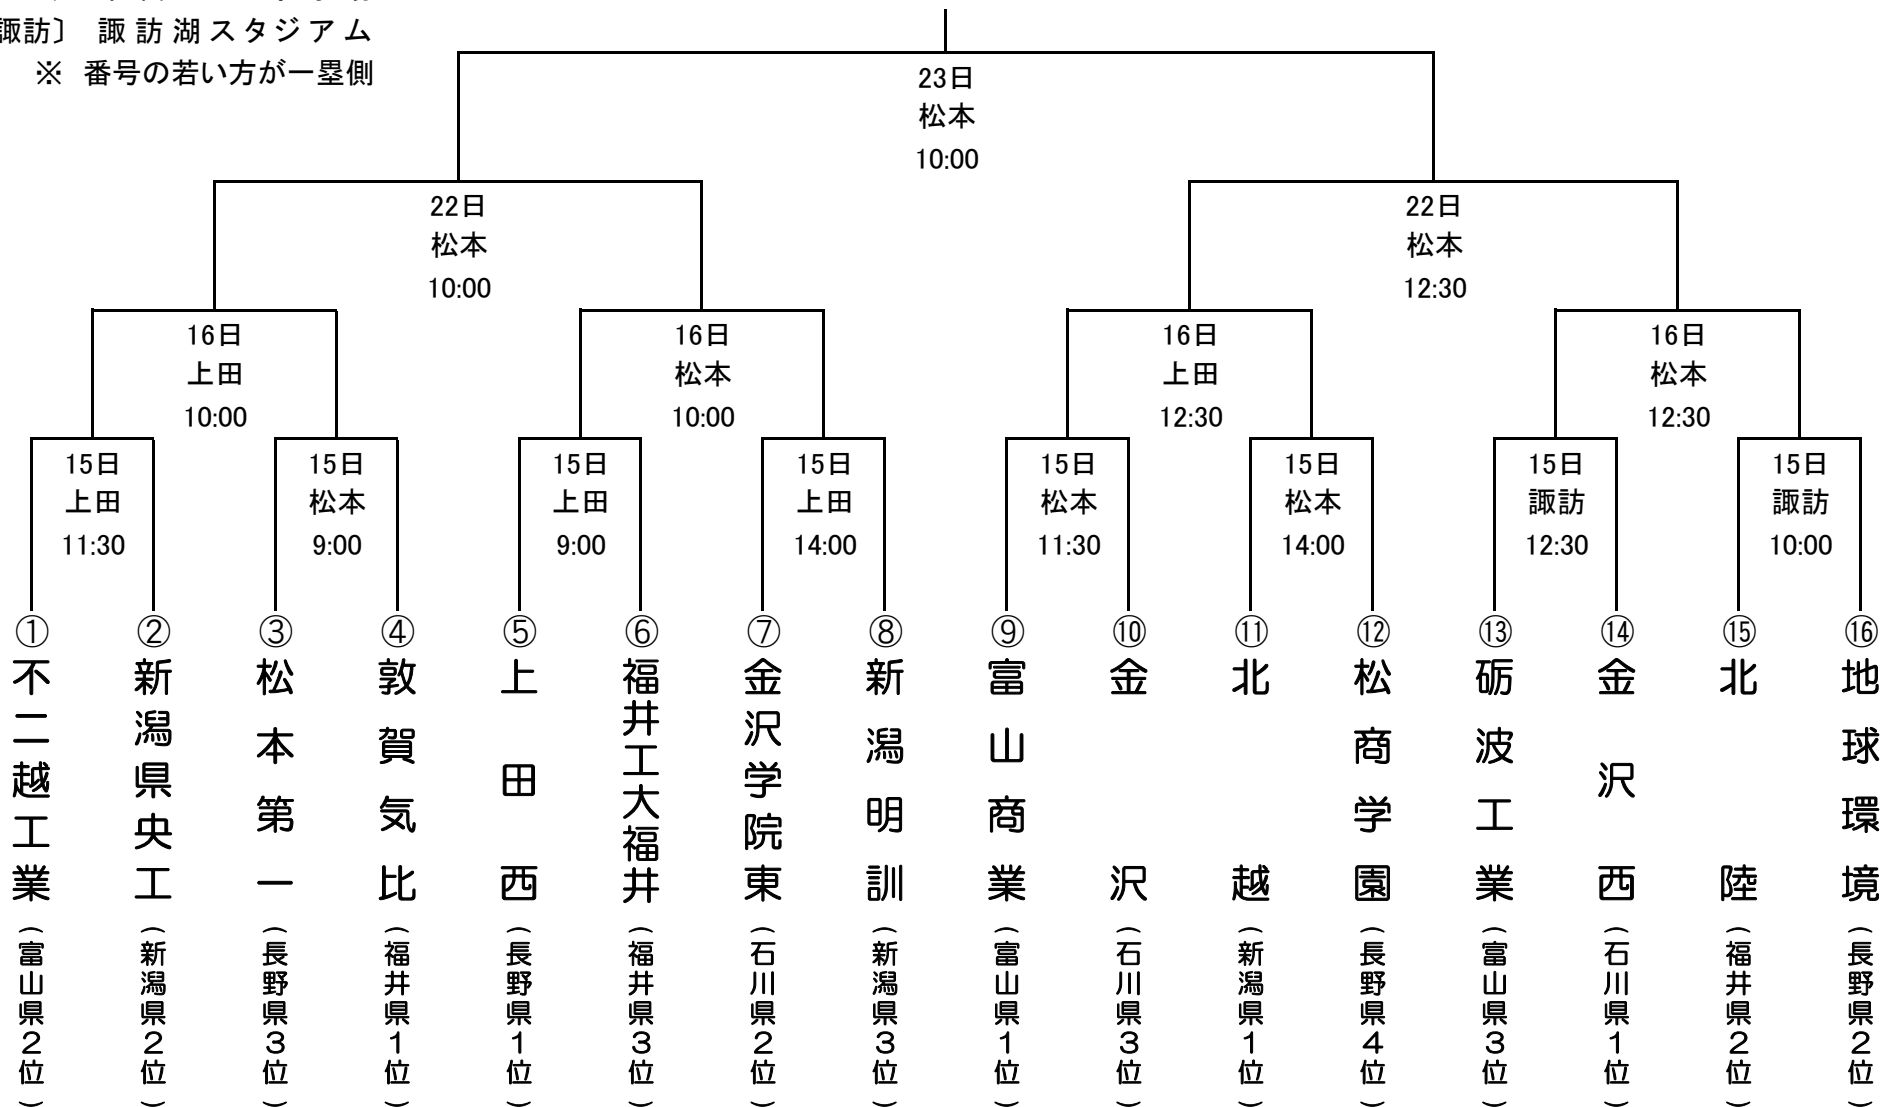 諏訪〕 諏訪湖スタジアム
※ 番号の若い方が一塁側
23日
松本
10:00
22日
松本
10:00
22日
松本
12:30
16日
上田
10:00
16日
松本
10:00
16日
上田
12:30
16日
松本
12:30
15日
上田
11:30
15日
松本
9:00
15日
上田
9:00
15日
上田
14:00
15日
松本
11:30
15日
松本
14:00
15日
諏訪
12:30
15日
諏訪
10:00
①不二越工業(富山県2位)
②新潟県央工(新潟県2位)
③松本第一(長野県3位)
④敦賀気比(福井県1位)
⑤上田西(長野県1位)
⑥福井工大福井(福井県3位)
⑦金沢学院東(石川県2位)
⑧新潟明訓(新潟県3位)
⑨富山商業(富山県1位)
⑩金沢(石川県3位)
⑪北越(新潟県1位)
⑫松商学園(長野県4位)
⑬砺波工業(富山県3位)
⑭金沢西(石川県1位)
⑮北陸(福井県2位)
⑯地球環境(長野県2位)